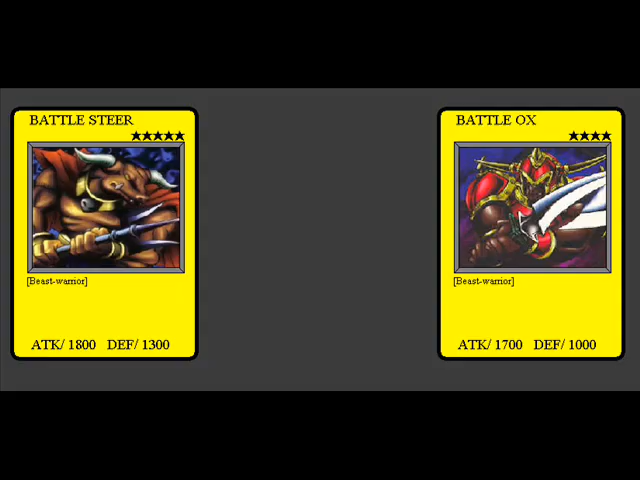 BATTLE STEER
[Beast-warrior]
ATK/ 1800 DEF/ 1300
BATTLE OX
[Beast-warrior]
ATK/ 1700 DEF/ 1000